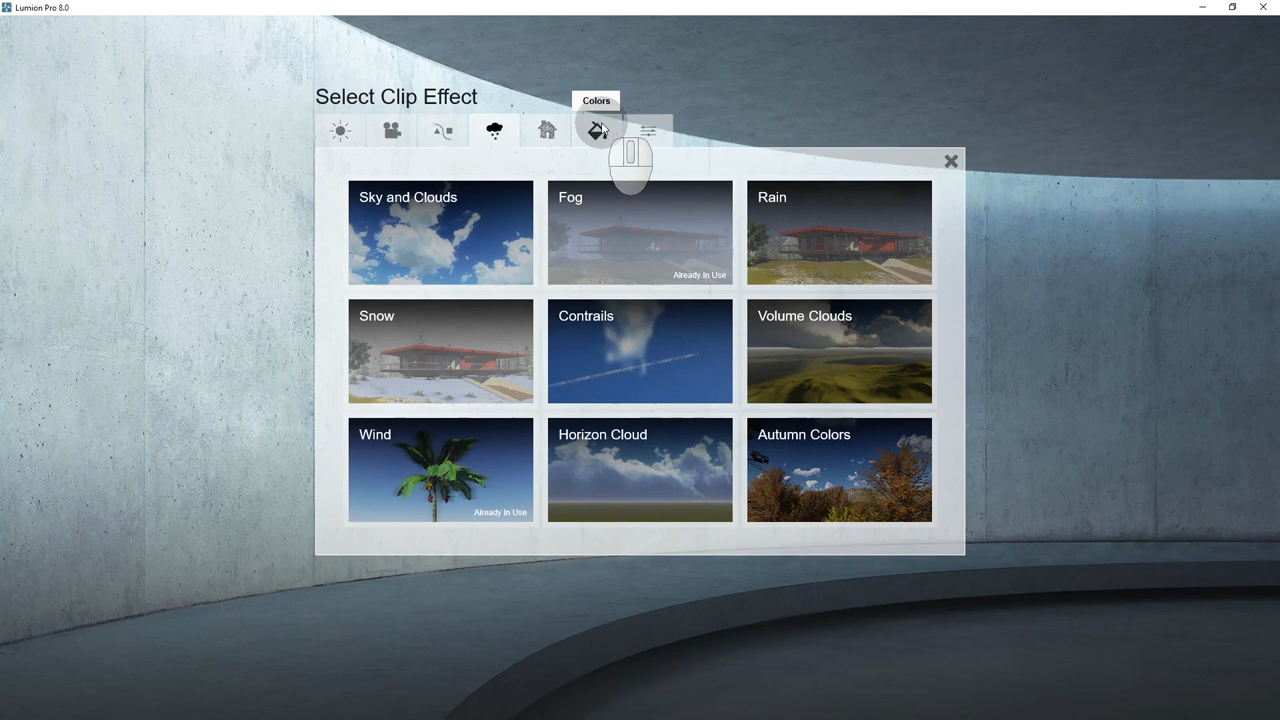 Lumion Pro 8.0
Select Clip Effect
Colors
Sky and Clouds
Fog
Already In Use
Rain
Snow
Contrails
Volume Clouds
Wind
Already In Use
Horizon Cloud
Autumn Colors